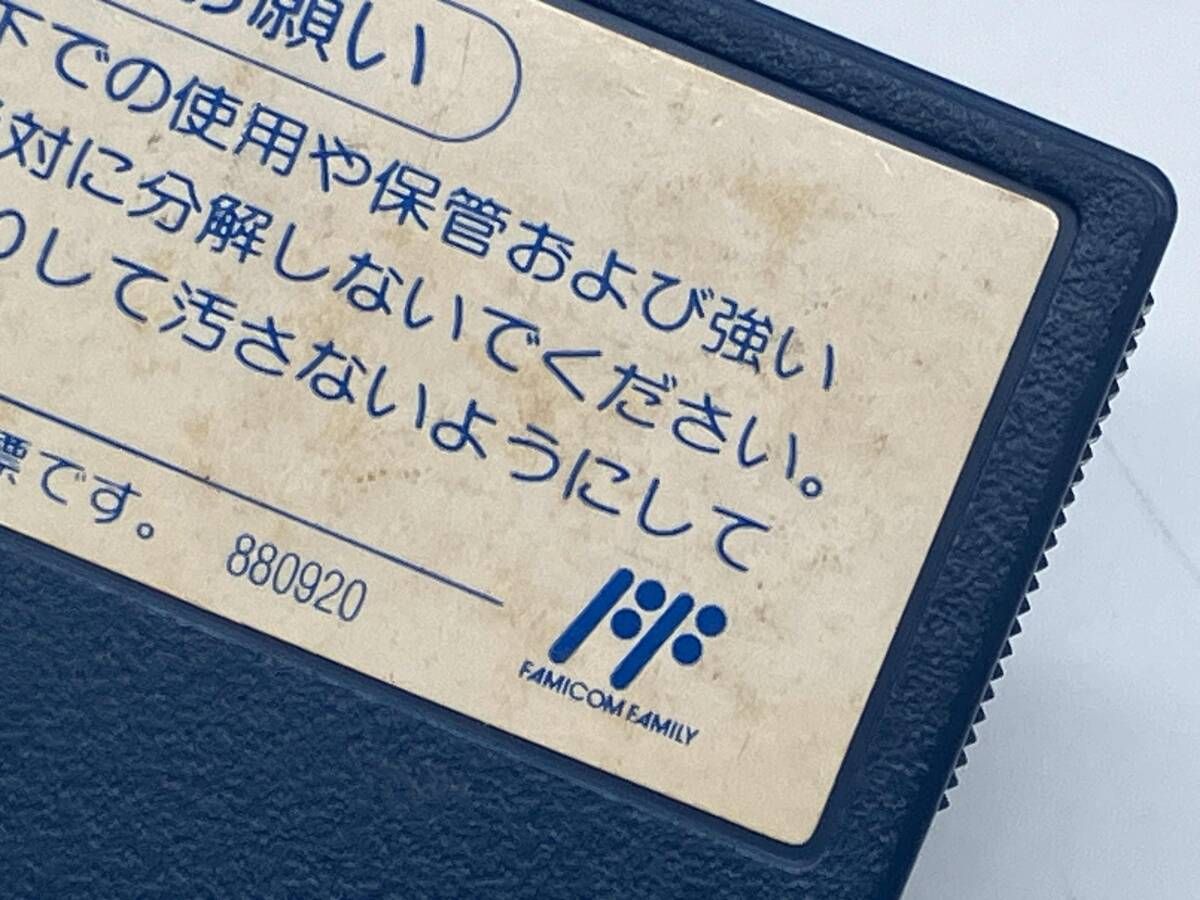 お願い
下での使用や保管および強い
対に分解しないでください。
りして汚さないようにして
標です。 880920
FAMICOM FAMILY